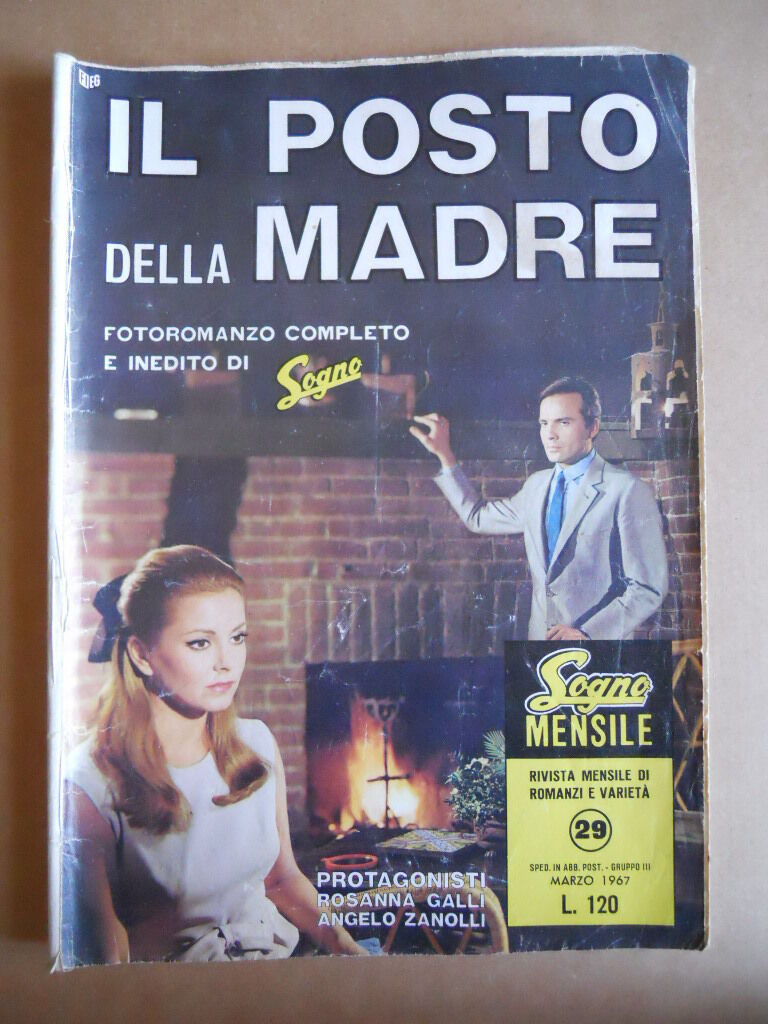 FIEG
IL POSTO
DELLA MADRE
FOTOROMANZO COMPLETO
E INEDITO DI Sogno
Sogno
MENSILE
RIVISTA MENSILE DI
ROMANZI E VARIETÀ
29
SPED. IN ABB. POST. - GRUPPO III
MARZO 1967
L. 120
PROTAGONISTI
ROSANNA GALLI
ANGELO ZANOLLI